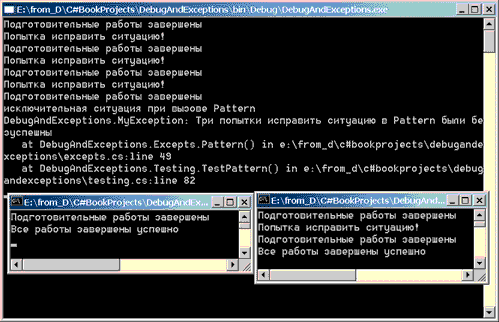 E:\from_D\C#BookProjects\DebugAndExceptions\bin\Debug\DebugAndExceptions.exe
Подготовительные работы завершены
Попытка исправить ситуацию!
Подготовительные работы завершены
Попытка исправить ситуацию!
Подготовительные работы завершены
Попытка исправить ситуацию!
Подготовительные работы завершены
исключительная ситуация при вызове Pattern
DebugAndExceptions.MyException: Три попытки исправить ситуацию в Pattern были бе
зуспешны
at DebugAndExceptions.Excepts.Pattern() in e:\from_d\c#bookprojects\debugande
xceptions\excepts.cs:line 49
at DebugAndExceptions.Testing.TestPattern() in e:\from_d\c#bookprojects\debug
andexceptions\testing.cs:line 82
E:\from_D\C#BookProjects\DebugAndEx...
Подготовительные работы завершены
Все работы завершены успешно
E:\from_D\C#BookProjects\DebugAnd...
Подготовительные работы завершены
Попытка исправить ситуацию!
Подготовительные работы завершены
Все работы завершены успешно